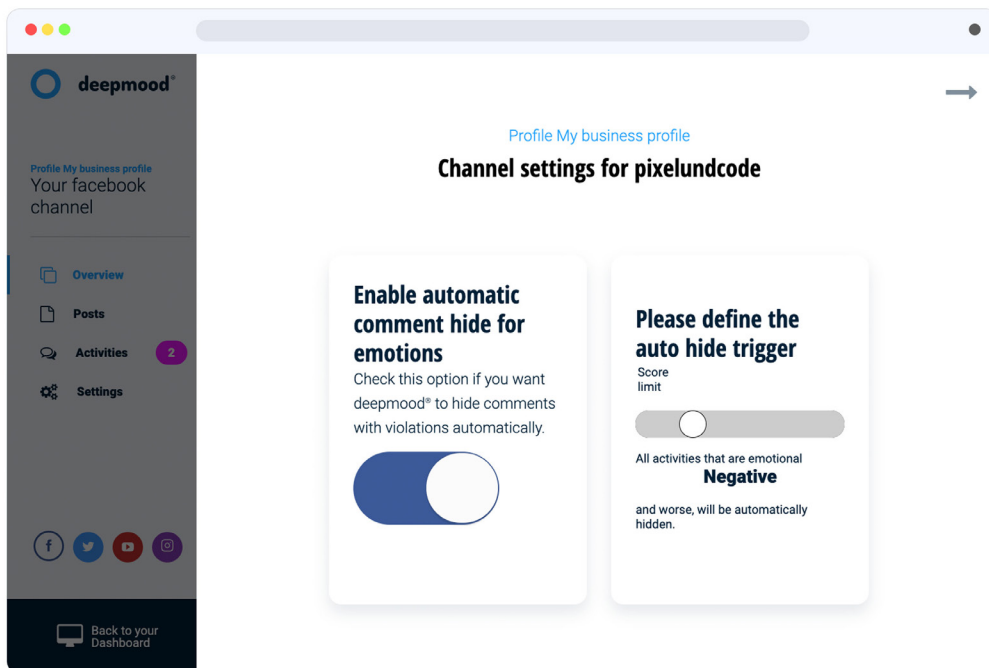 deepmood®
Profile My business profile
Your facebook
channel
Overview
Posts
Activities
2
Settings
f
Back to your
Dashboard
Profile My business profile
Channel settings for pixelundcode
Enable automatic
comment hide for
emotions
Check this option if you want
deepmood® to hide comments
with violations automatically.
Please define the
auto hide trigger
Score
limit
All activities that are emotional
Negative
and worse, will be automatically
hidden.